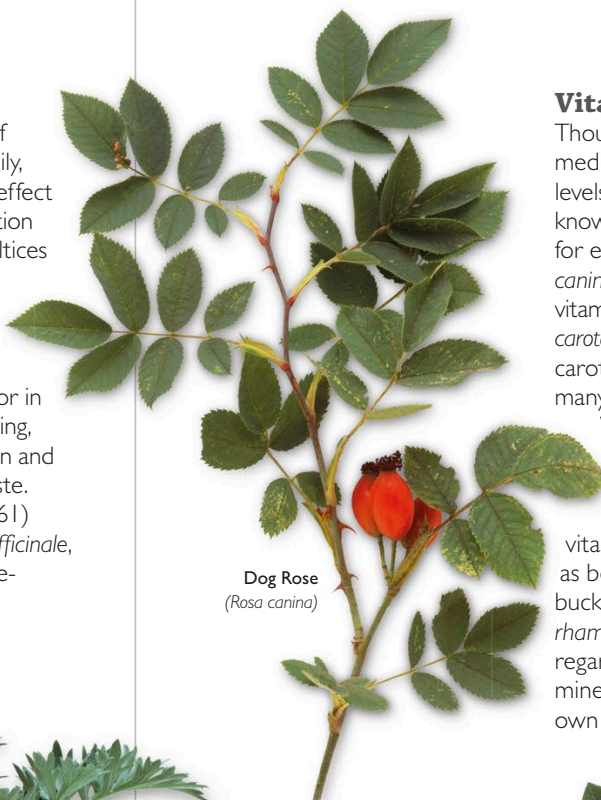 f
ily,
effect
tion
ltices
or in
ing,
n and
ste.
61)
fficinale,
e-
Dog Rose
(Rosa canina)
Vita
Thou
med
levels
know
for e
canin
vitam
carot
carot
many
vita
as be
buck
rham
regar
mine
own